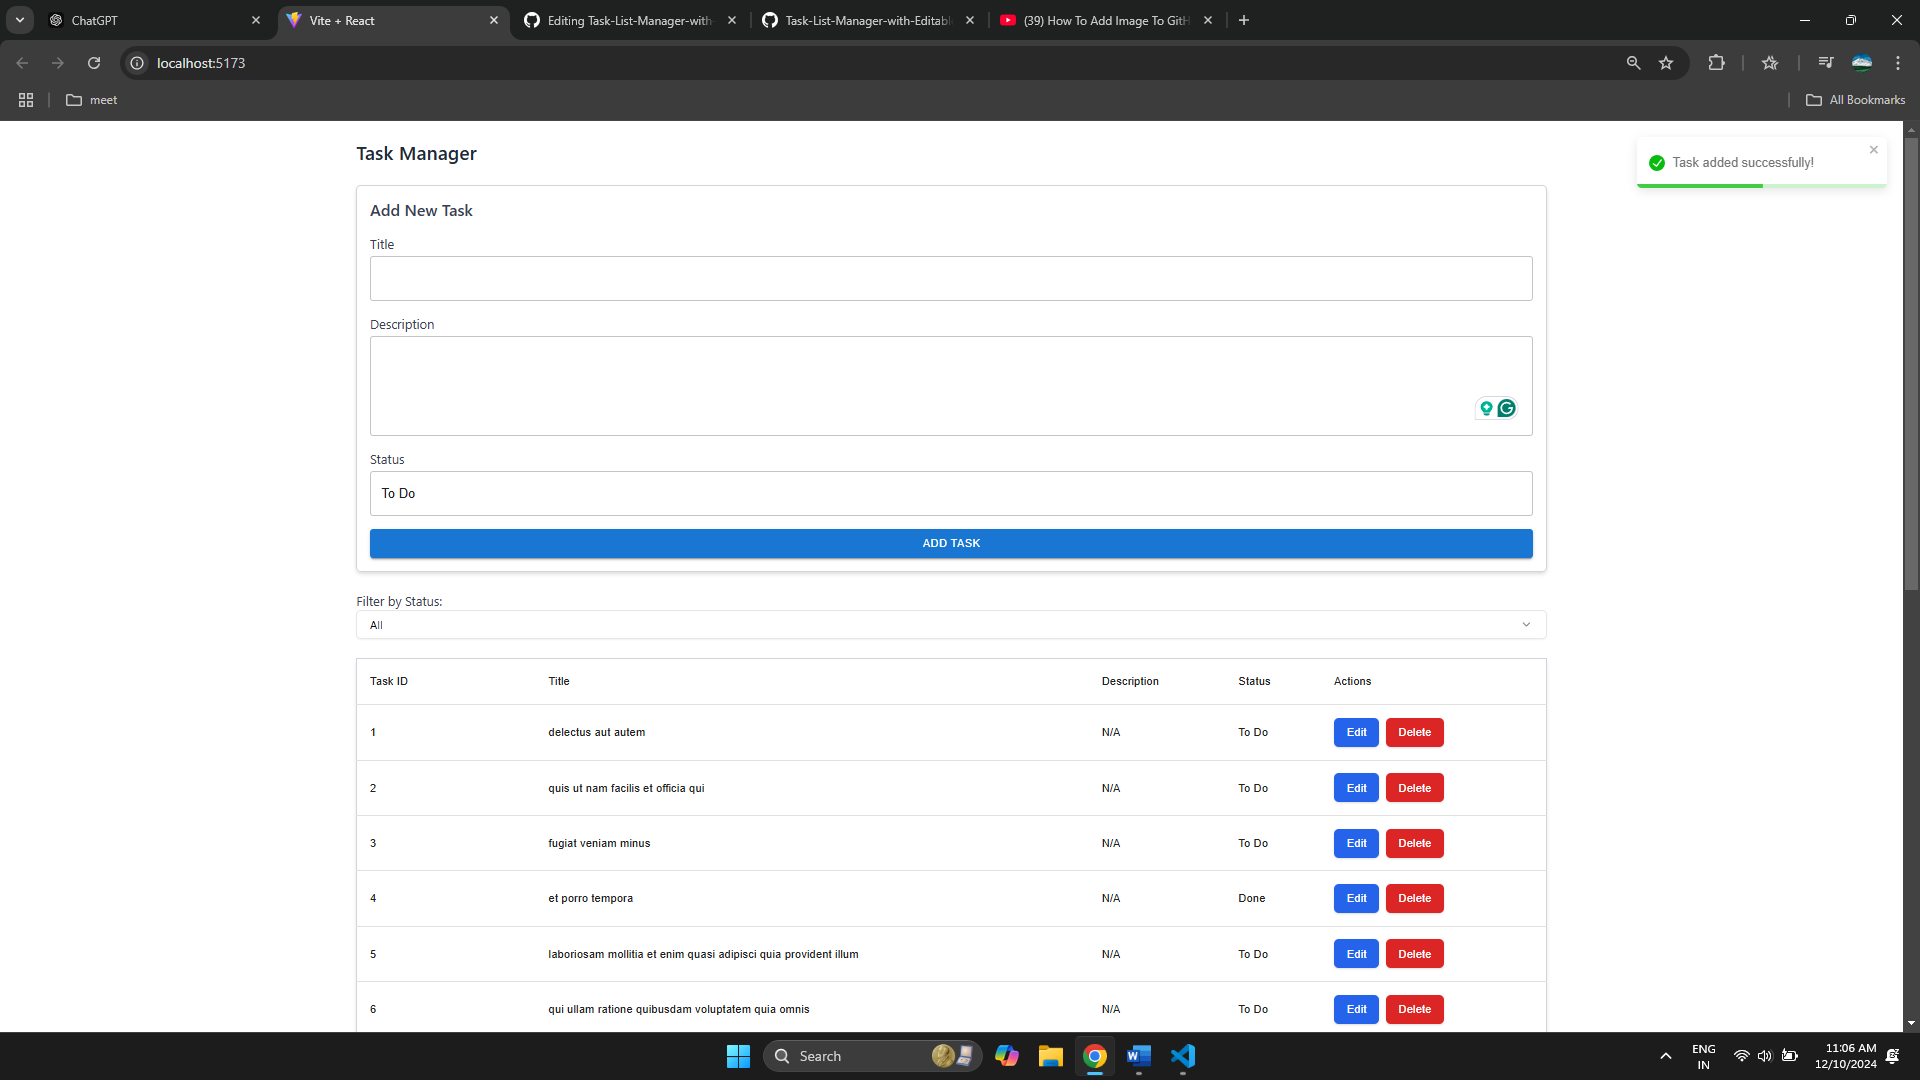 ChatGPT
Vite + React
Editing Task-List-Manager-with-
Task-List-Manager-with-Editabl
(39) How To Add Image To GitH
localhost:5173
meet
All Bookmarks
Task Manager
Task added successfully!
Add New Task
Title
Description
Status
To Do
ADD TASK
Filter by Status:
All
Task ID Title Description Status Actions
1 delectus aut autem N/A To Do Edit Delete
2 quis ut nam facilis et officia qui N/A To Do Edit Delete
3 fugiat veniam minus N/A To Do Edit Delete
4 et porro tempora N/A Done Edit Delete
5 laboriosam mollitia et enim quasi adipisci quia provident illum N/A To Do Edit Delete
6 qui ullam ratione quibusdam voluptatem quia omnis N/A To Do Edit Delete
Search
ENG
IN
11:06 AM
12/10/2024